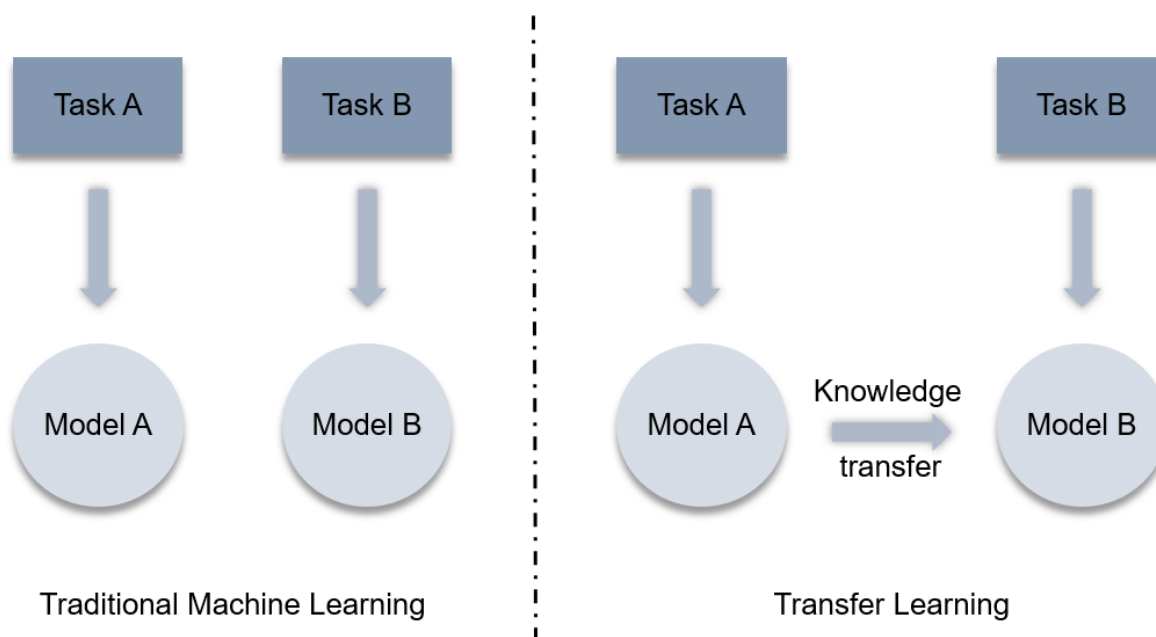 Task A
Task B
Model A
Model B
Traditional Machine Learning
Task A
Task B
Model A
Knowledge
transfer
Model B
Transfer Learning